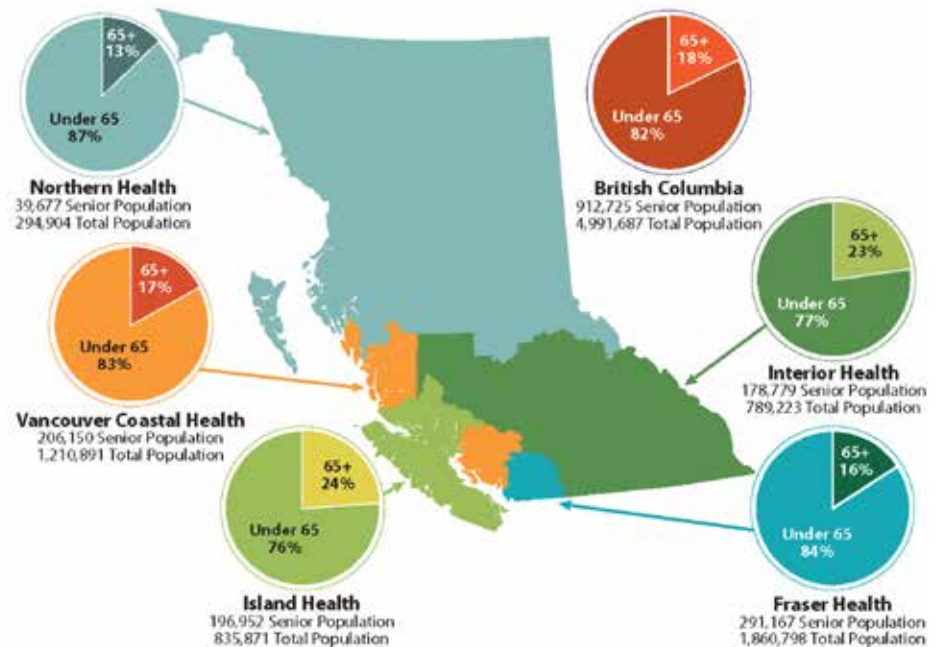 65+
13%
Under 65
87%
Northern Health
39,677 Senior Population
294,904 Total Population
65+
18%
Under 65
82%
British Columbia
912,725 Senior Population
4,991,687 Total Population
65+
17%
Under 65
83%
Vancouver Coastal Health
206,150 Senior Population
1,210,891 Total Population
65+
23%
Under 65
77%
Interior Health
178,779 Senior Population
789,223 Total Population
65+
24%
Under 65
76%
Island Health
196,952 Senior Population
835,871 Total Population
65+
16%
Under 65
84%
Fraser Health
291,167 Senior Population
1,860,798 Total Population